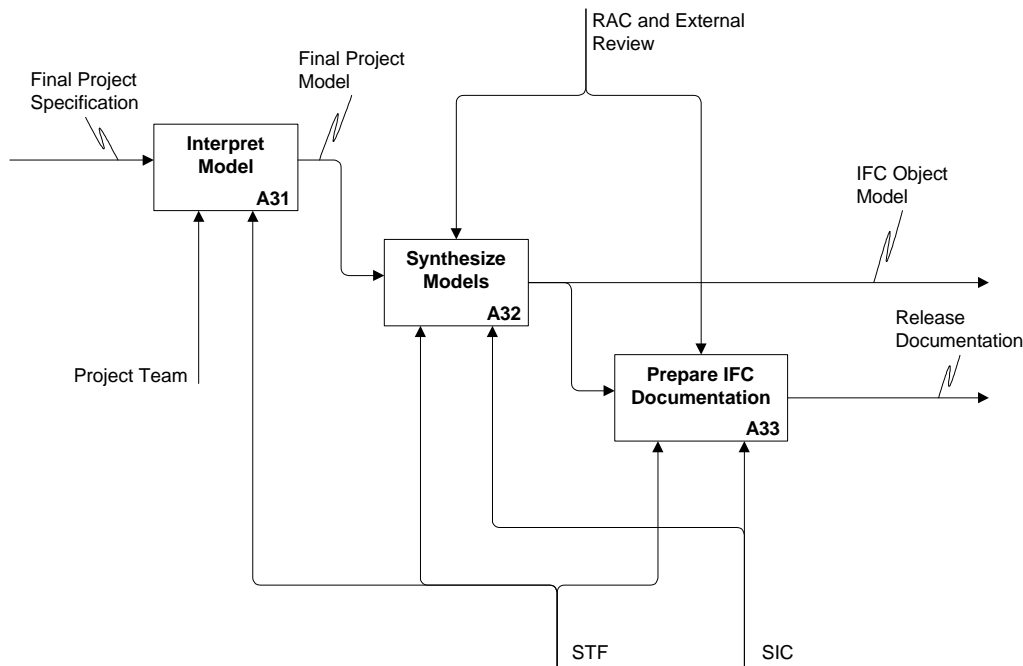 RAC and External
Review
Final Project
Model
Final Project
Specification
Interpret
Model
A31
IFC Object
Model
Synthesize
Models
A32
Release
Documentation
Project Team
Prepare IFC
Documentation
A33
STF
SIC